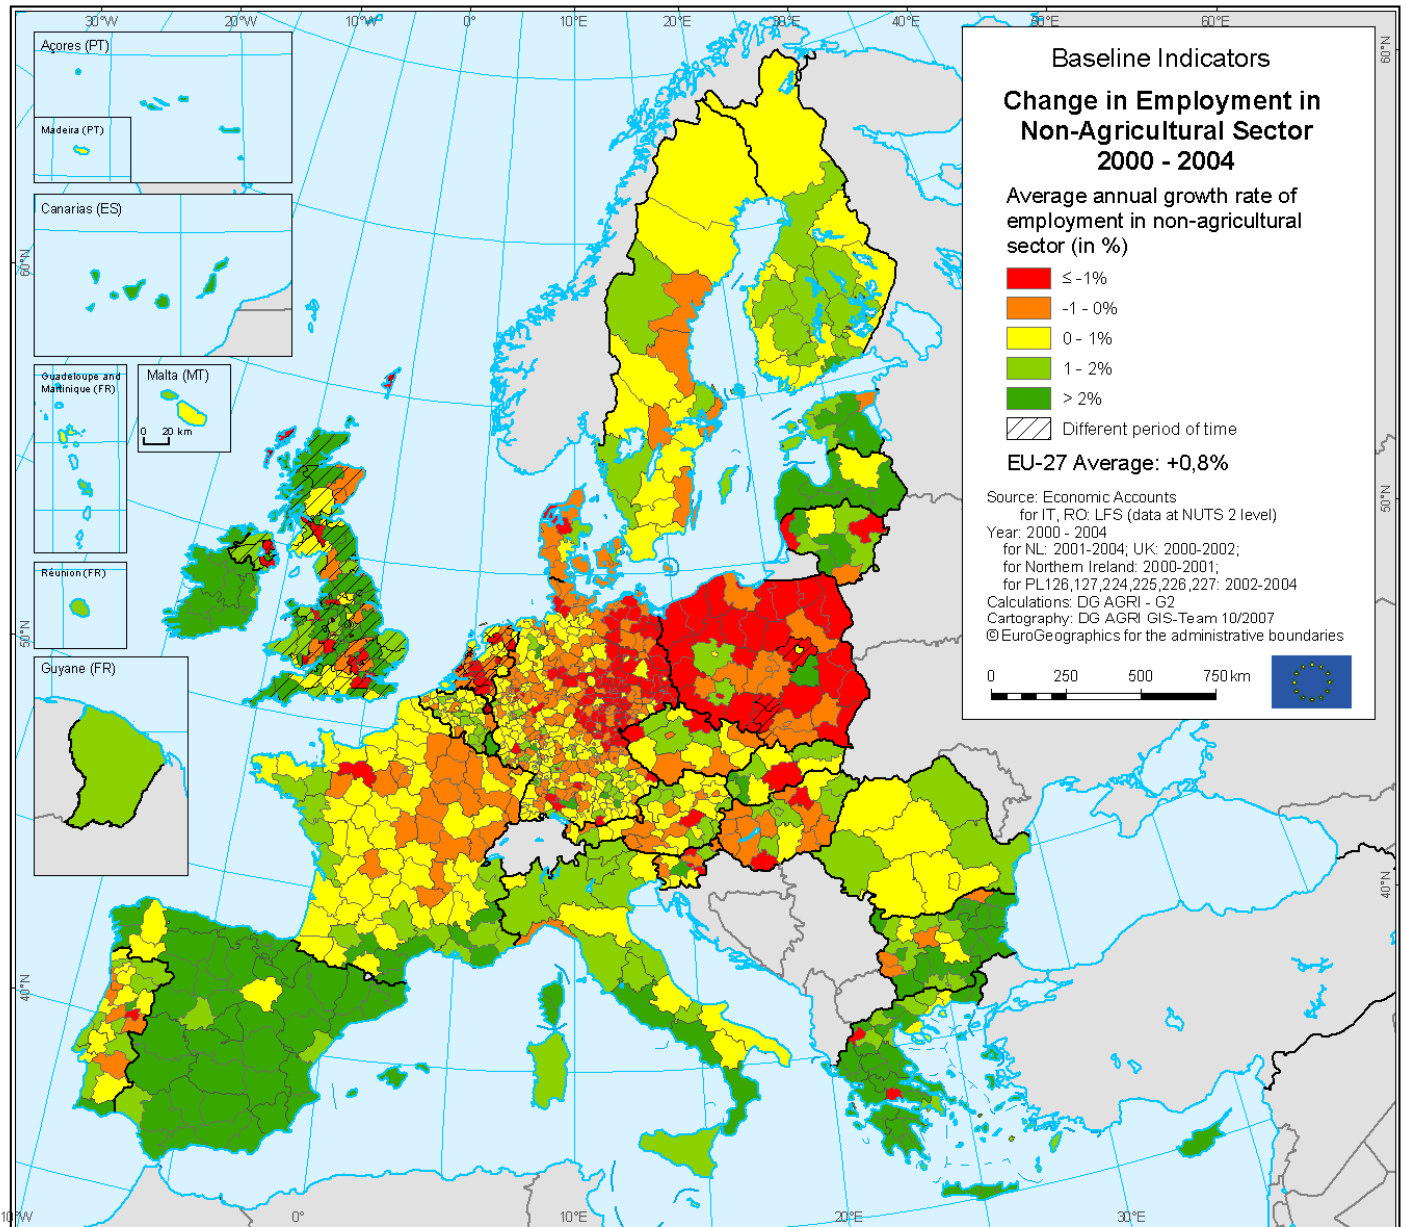 30°W 20°W 10°W 0° 10°E 20°E 30°E 40°E 50°E 60°E
Açores (PT)
Madeira (PT)
Canarias (ES)
Guadeloupe and
Martinique (FR)
Malta (MT)
0 20 km
Réunion (FR)
Guyane (FR)
60°N
50°N
40°N
Baseline Indicators
Change in Employment in
Non-Agricultural Sector
2000 - 2004
Average annual growth rate of
employment in non-agricultural
sector (in %)
≤ -1%
-1 - 0%
0 - 1%
1 - 2%
> 2%
Different period of time
EU-27 Average: +0,8%
Source: Economic Accounts
for IT, RO: LFS (data at NUTS 2 level)
Year: 2000 - 2004
for NL: 2001-2004; UK: 2000-2002;
for Northern Ireland: 2000-2001;
for PL126,127,224,225,226,227: 2002-2004
Calculations: DG AGRI - G2
Cartography: DG AGRI GIS-Team 10/2007
© EuroGeographics for the administrative boundaries
0 250 500 750 km
60°N
50°N
40°N
10°W 0° 10°E 20°E 30°E